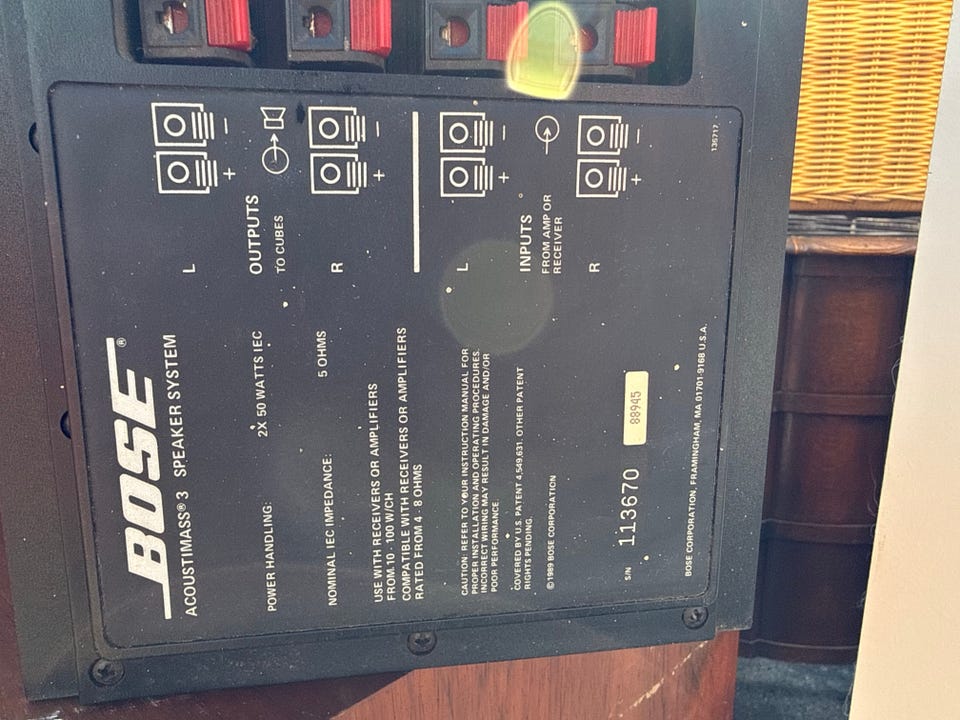 BOSE®
ACOUSTIMASS® 3 SPEAKER SYSTEM
POWER HANDLING: 2X 50 WATTS IEC
NOMINAL IEC IMPEDANCE: 5 OHMS
USE WITH RECEIVERS OR AMPLIFIERS
FROM 10 - 100 W/CH
COMPATIBLE WITH RECEIVERS OR AMPLIFIERS
RATED FROM 4 - 8 OHMS
CAUTION: REFER TO YOUR INSTRUCTION MANUAL FOR
PROPER INSTALLATION AND OPERATING PROCEDURES.
INCORRECT WIRING MAY RESULT IN DAMAGE AND/OR
POOR PERFORMANCE.
COVERED BY U.S. PATENT 4,549,631. OTHER PATENT
RIGHTS PENDING.
©1989 BOSE CORPORATION
S/N 113670 88945
BOSE CORPORATION, FRAMINGHAM, MA 01701-9168 U.S.A.
L + -
OUTPUTS
TO CUBES
R + -
L + -
INPUTS
FROM AMP OR
RECEIVER
R + -
135717